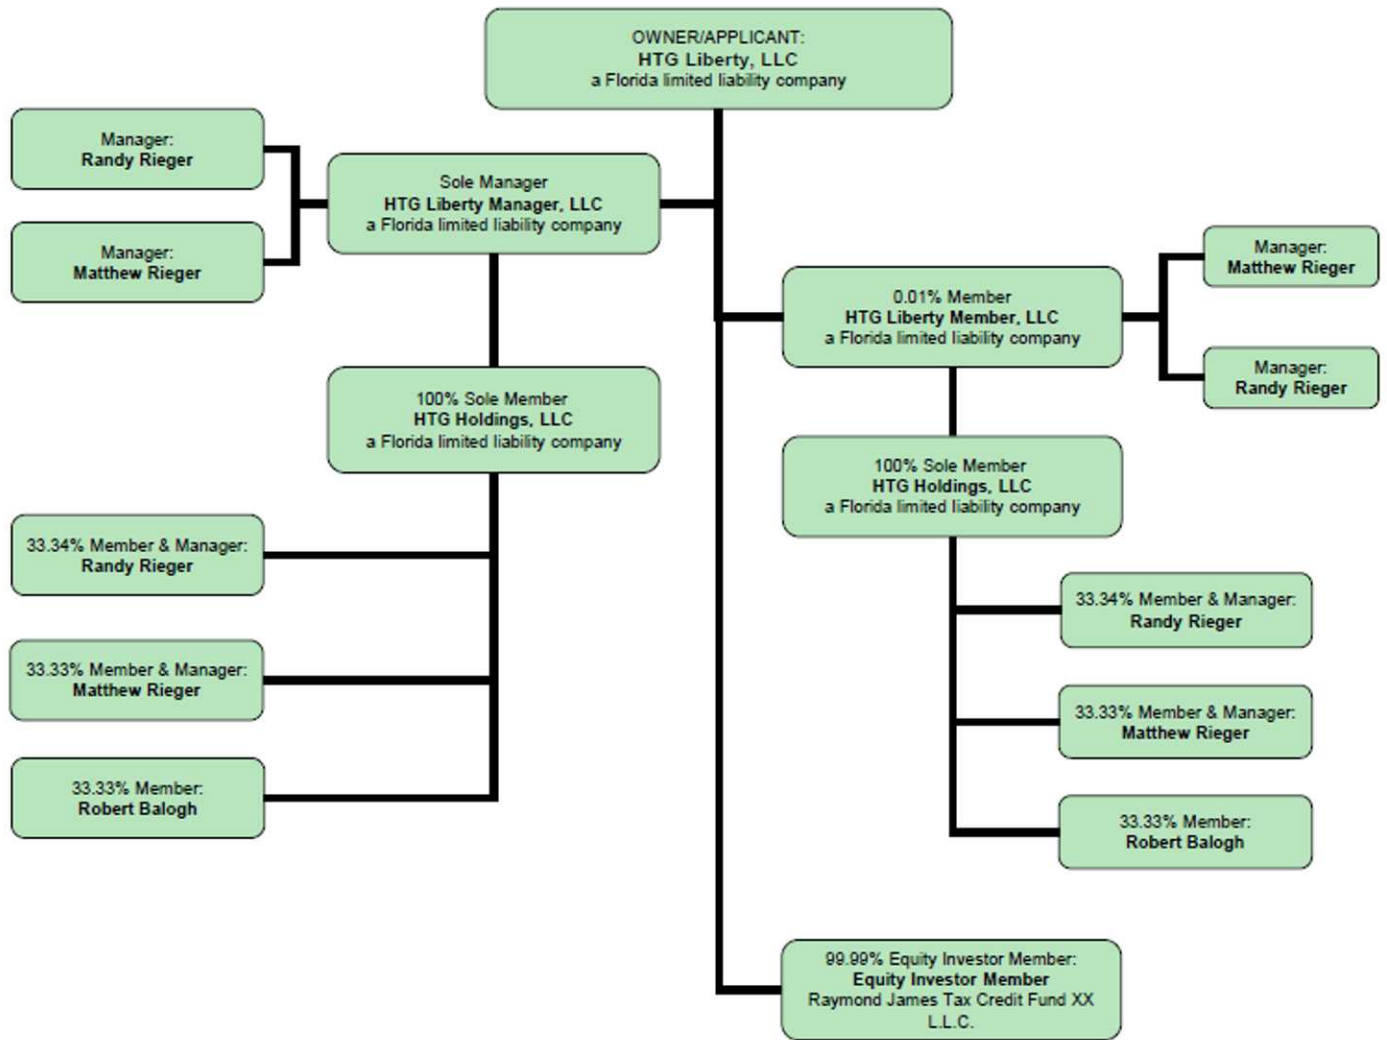 OWNER/APPLICANT:
HTG Liberty, LLC
a Florida limited liability company
Manager:
Randy Rieger
Sole Manager
HTG Liberty Manager, LLC
a Florida limited liability company
Manager:
Matthew Rieger
Manager:
Matthew Rieger
0.01% Member
HTG Liberty Member, LLC
a Florida limited liability company
Manager:
Randy Rieger
100% Sole Member
HTG Holdings, LLC
a Florida limited liability company
100% Sole Member
HTG Holdings, LLC
a Florida limited liability company
33.34% Member & Manager:
Randy Rieger
33.34% Member & Manager:
Randy Rieger
33.33% Member & Manager:
Matthew Rieger
33.33% Member & Manager:
Matthew Rieger
33.33% Member:
Robert Balogh
33.33% Member:
Robert Balogh
99.99% Equity Investor Member:
Equity Investor Member
Raymond James Tax Credit Fund XX
L.L.C.